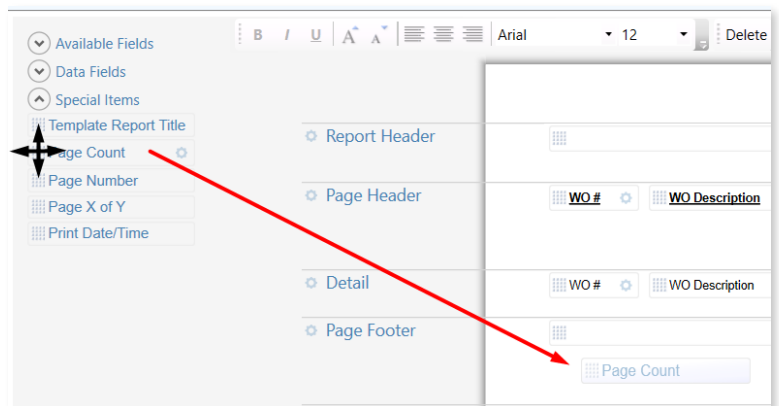 Available Fields
Data Fields
Special Items
Template Report Title
Page Count
Page Number
Page X of Y
Print Date/Time
B I U A A Arial 12 Delete
Report Header
Page Header WO # WO Description
Detail WO # WO Description
Page Footer
Page Count